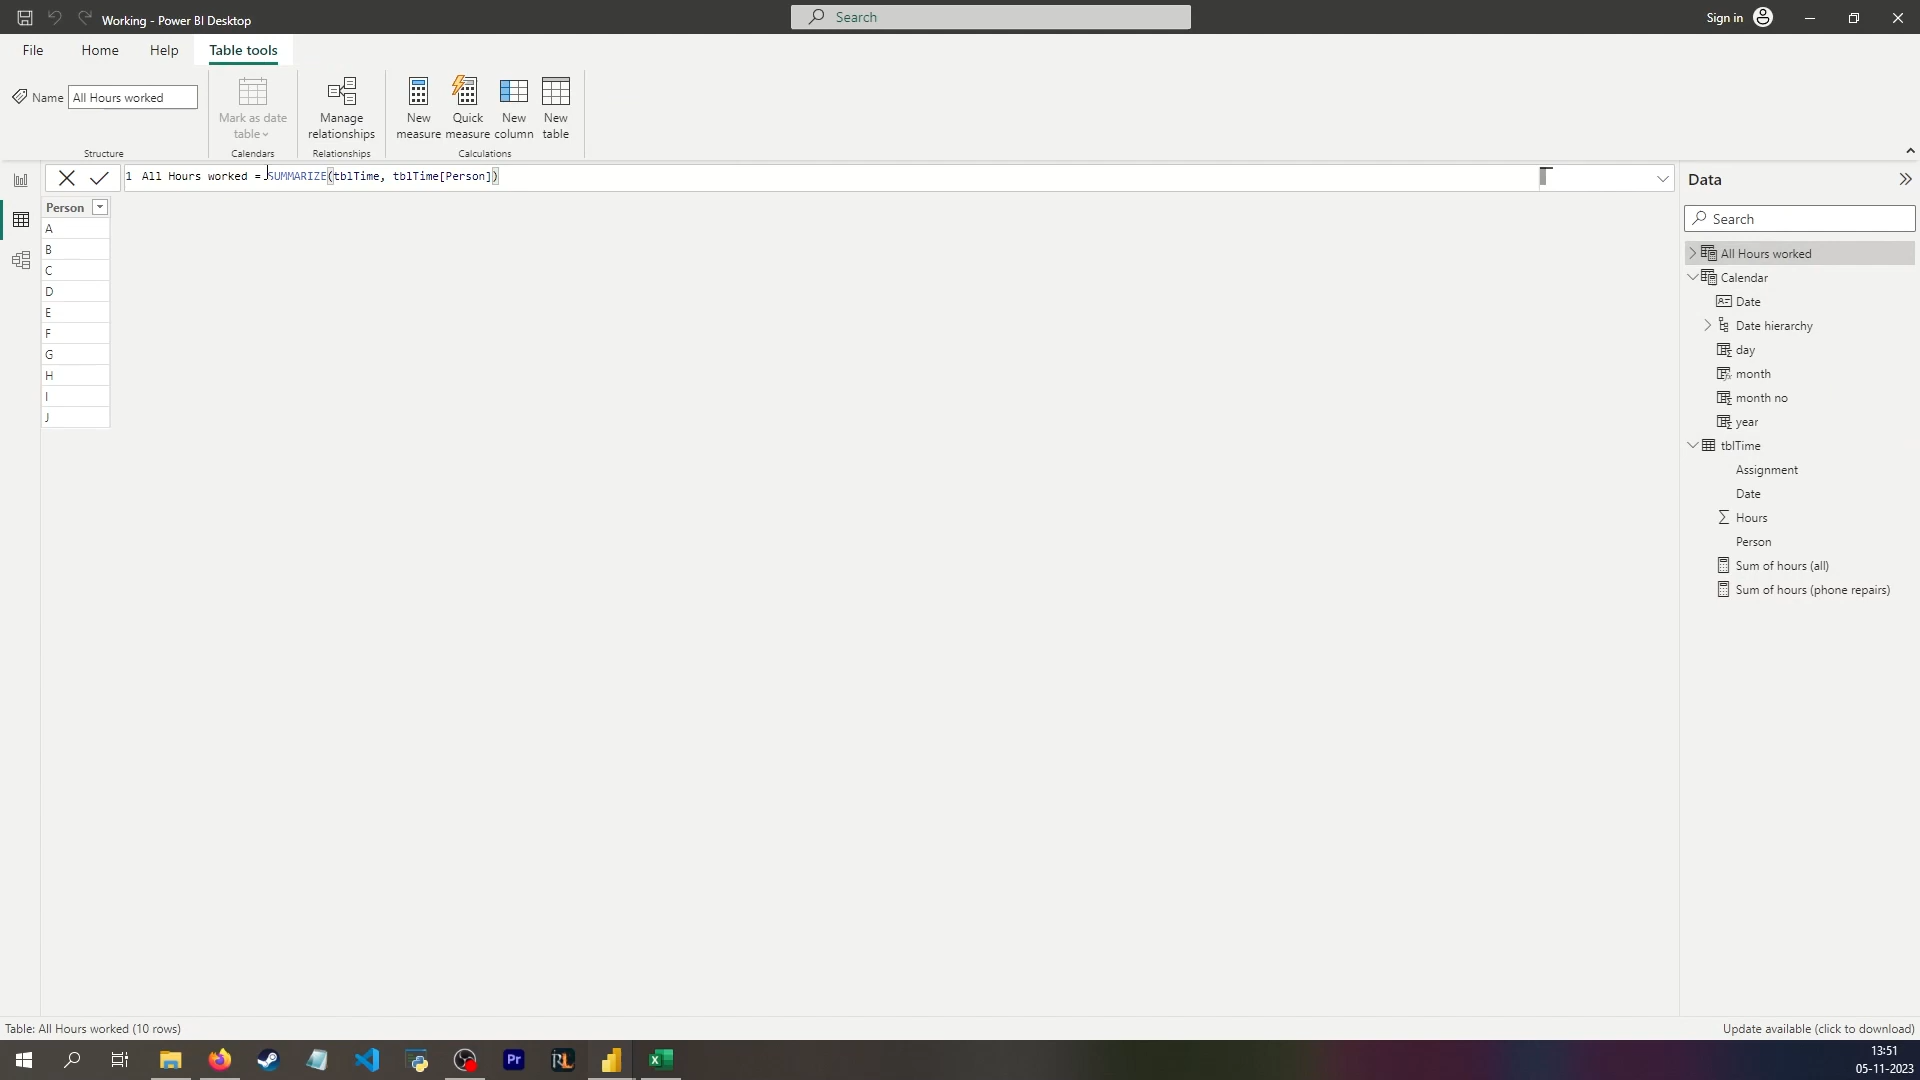 Working - Power BI Desktop
Search
Sign in
File
Home
Help
Table tools
Name
All Hours worked
Mark as date
table
New
measure
Manage
relationships
Quick
measure
New
column
New
table
Structure
Calendars
Relationships
Calculations
1 All Hours worked = SUMMARIZE(tblTime, tblTime[Person])
Person
A
B
C
D
E
F
G
H
I
J
Data
Search
All Hours worked
Calendar
Date
Date hierarchy
day
month
month no
year
tblTime
Assignment
Date
Hours
Person
Sum of hours (all)
Sum of hours (phone repairs)
Table: All Hours worked (10 rows)
Update available (click to download)
Pr
RL
13:51
05-11-2023